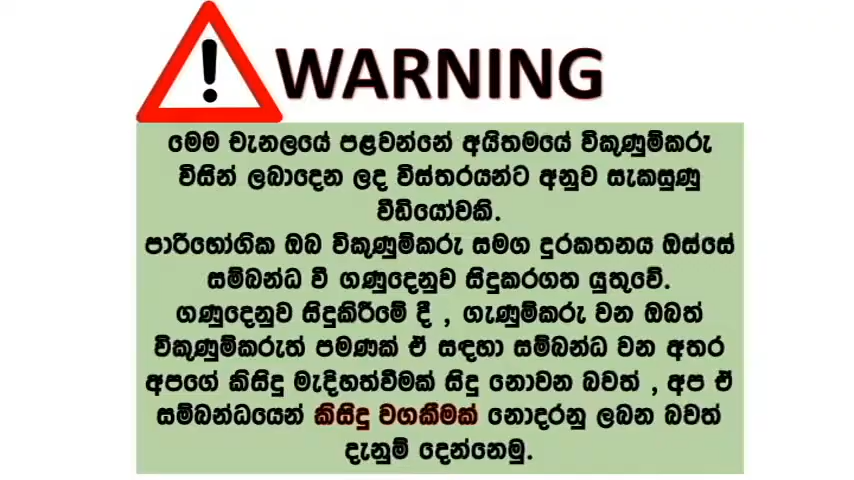 WARNING
මෙම චැනලයේ පළවන්නේ අයිතමයේ විකුණුම්කරු
විසින් ලබාදෙන ලද විස්තරයන්ට අනුව සැකසුණු
වීඩියෝවකි.
පාරිභෝගික ඔබ විකුණුම්කරු සමග දුරකතනය ඔස්සේ
සම්බන්ධ වී ගණුදෙනුව සිදුකරගත යුතුවේ.
ගණුදෙනුව සිදුකිරීමේ දී , ගැණුම්කරු වන ඔබත්
විකුණුම්කරුත් පමණක් ඒ සඳහා සම්බන්ධ වන අතර
අපගේ කිසිදු මැදිහත්වීමක් සිදු නොවන බවත් , අප ඒ
සම්බන්ධයෙන් කිසිදු වගකීමක් නොදරනු ලබන බවත්
දැනුම් දෙන්නෙමු.